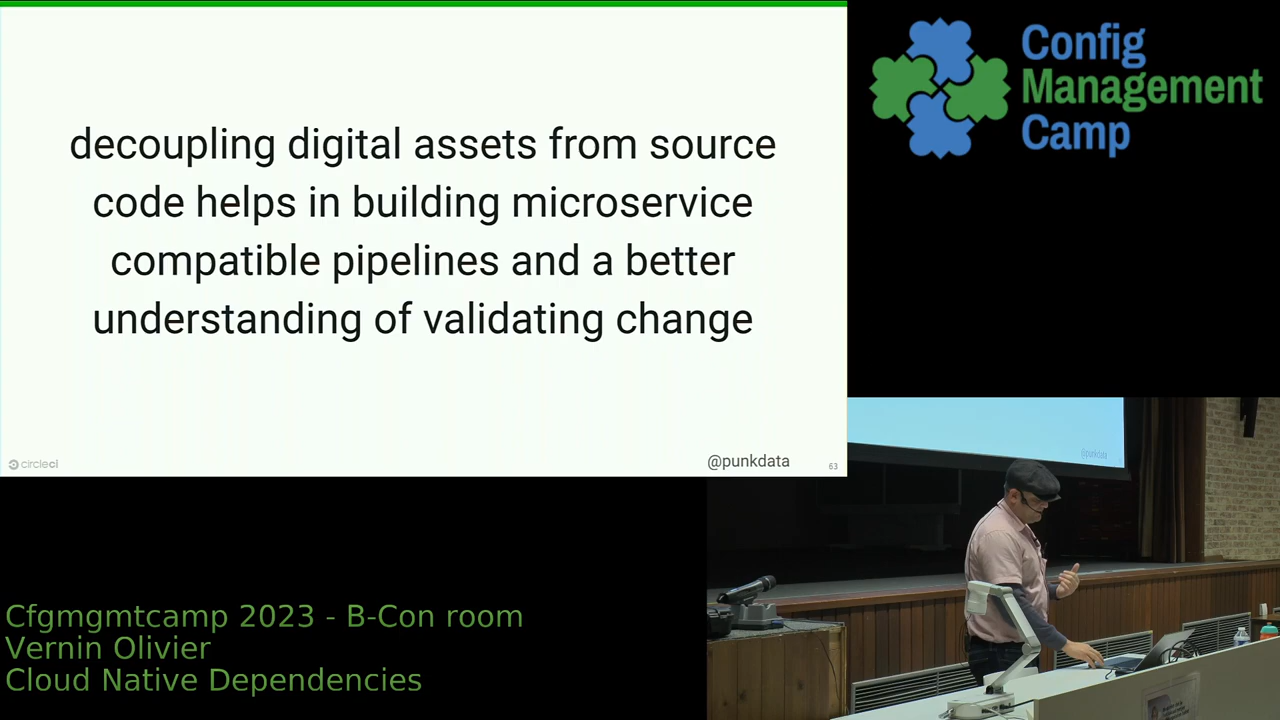 decoupling digital assets from source
code helps in building microservice
compatible pipelines and a better
understanding of validating change
circleci
@punkdata
63
Config
Management
Camp
@punkdata
Cfgmgmtcamp 2023 - B-Con room
Vernin Olivier
Cloud Native Dependencies